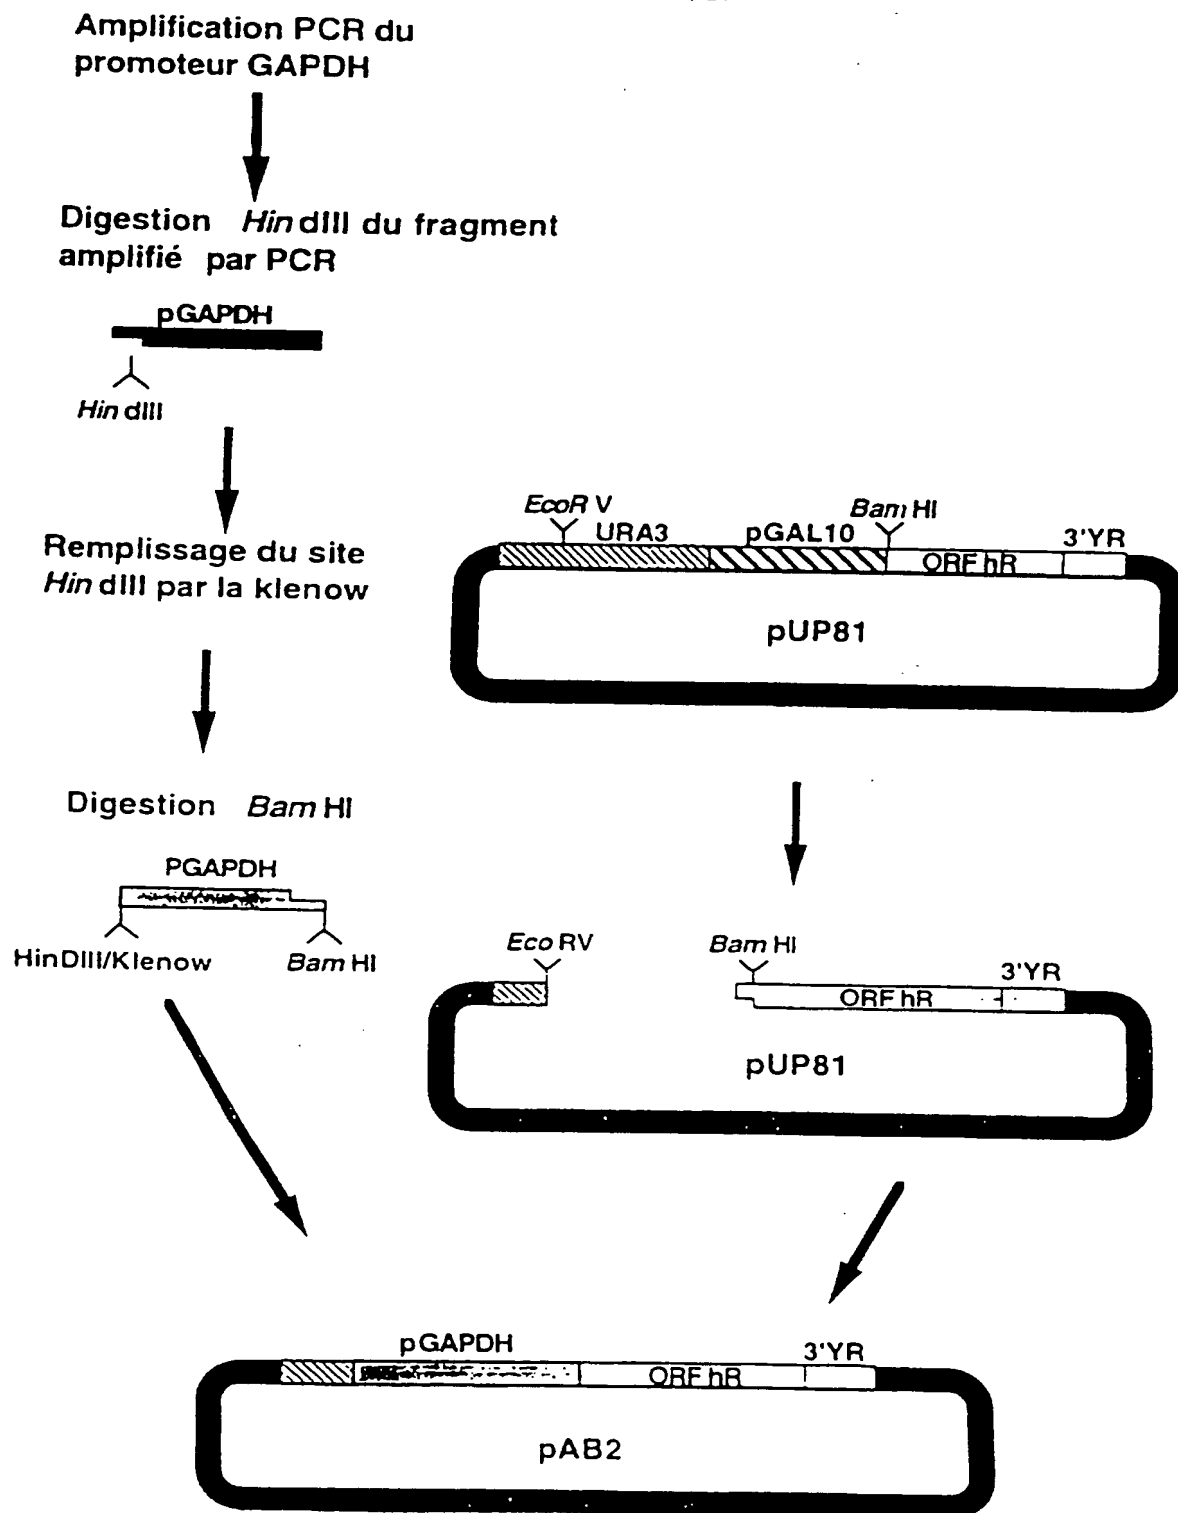 Amplification PCR du
promoteur GAPDH
Digestion HindIII du fragment
amplifié par PCR
pGAPDH
HindIII
Remplissage du site
HindIII par la klenow
Digestion BamHI
PGAPDH
HinDIII/Klenow
BamHI
EcoRV
URA3
pGAL10
BamHI
3'YR
ORF hR
pUP81
EcoRV
BamHI
3'YR
ORF hR
pUP81
pGAPDH
3'YR
ORF hR
pAB2